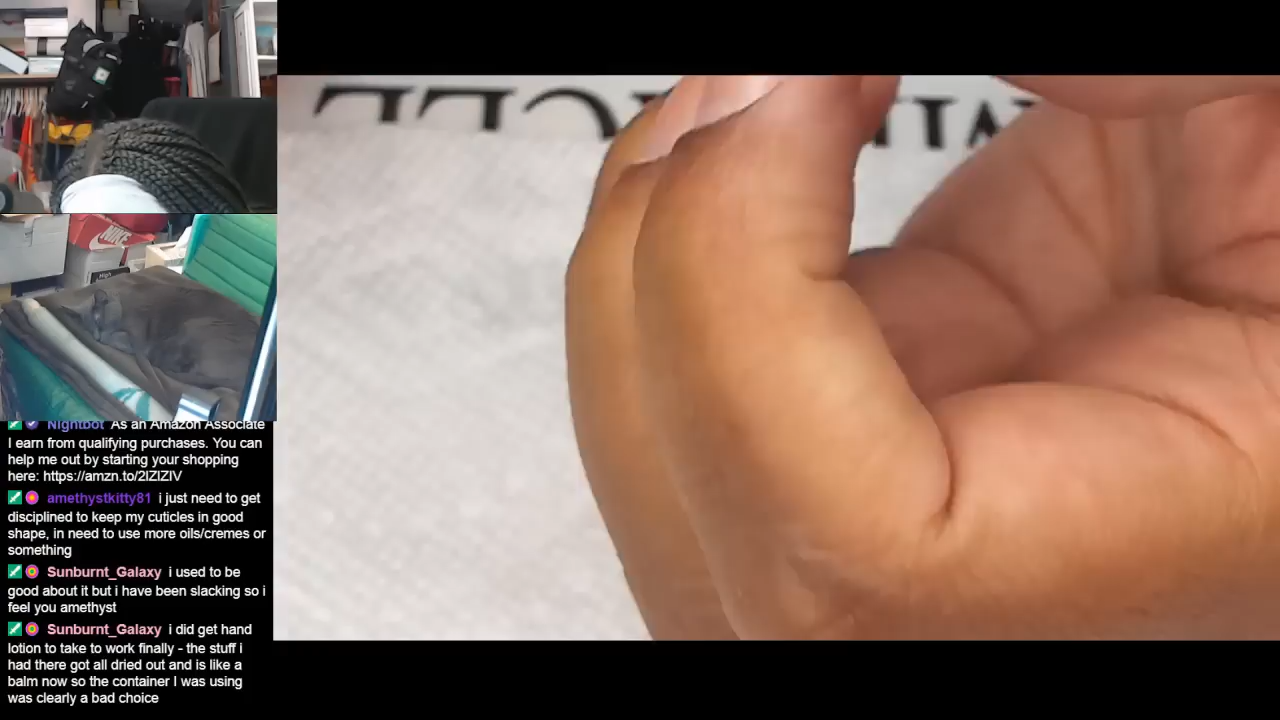 NIKE
High
Nightbot As an Amazon Associate
I earn from qualifying purchases. You can
help me out by starting your shopping
here: https://amzn.to/2IZIZIV
amethystkitty81 i just need to get
disciplined to keep my cuticles in good
shape, in need to use more oils/cremes or
something
Sunburnt_Galaxy i used to be
good about it but i have been slacking so i
feel you amethyst
Sunburnt_Galaxy i did get hand
lotion to take to work finally - the stuff i
had there got all dried out and is like a
balm now so the container I was using
was clearly a bad choice